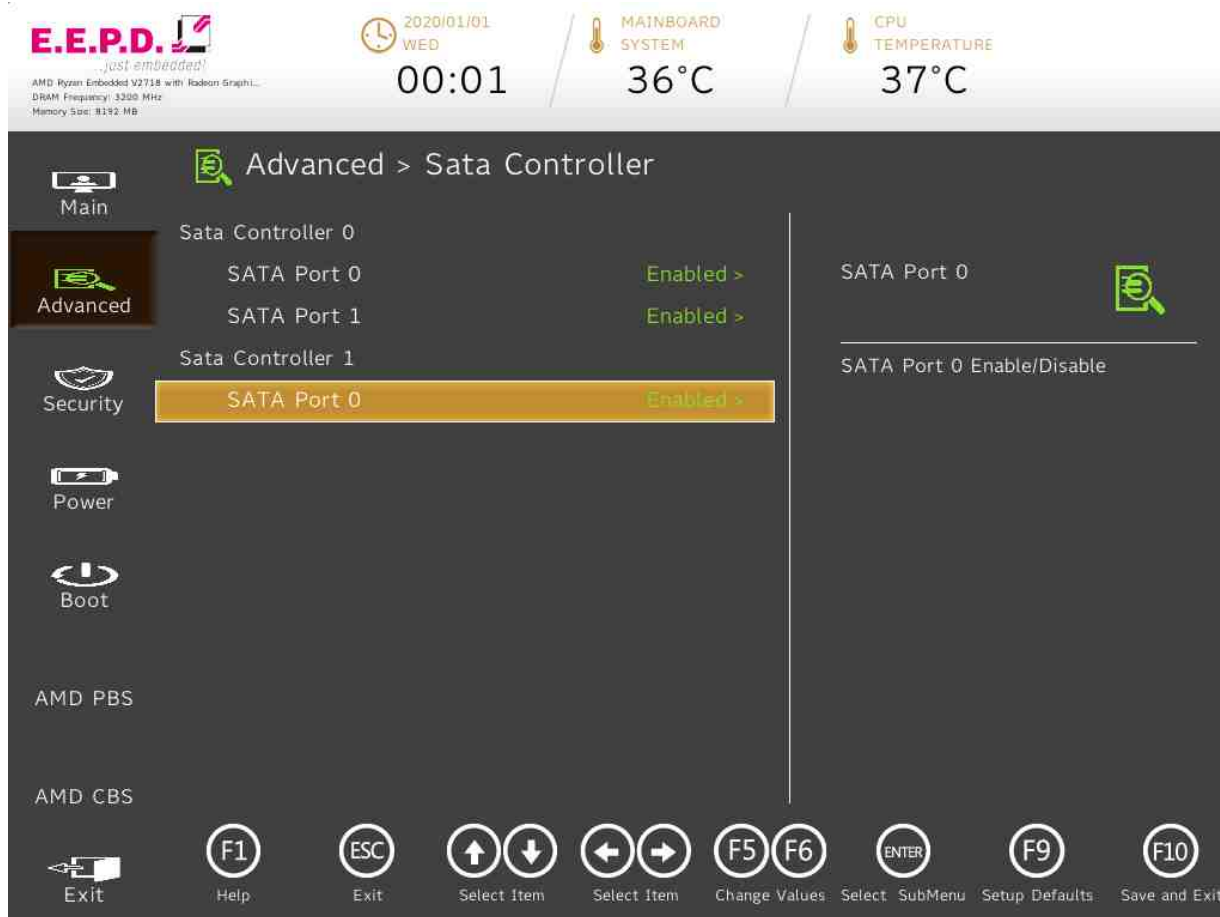 E.E.P.D.
...just embedded!
AMD Ryzen Embedded V2718 with Radeon Graphi...
DRAM Frequency: 3200 MHz
Memory Size: 8192 MB
2020/01/01
WED
00:01
MAINBOARD
SYSTEM
36°C
CPU
TEMPERATURE
37°C
Main
Advanced
Security
Power
Boot
AMD PBS
AMD CBS
Exit
Advanced > Sata Controller
Sata Controller 0
SATA Port 0 Enabled >
SATA Port 1 Enabled >
Sata Controller 1
SATA Port 0 Enabled >
SATA Port 0
SATA Port 0 Enable/Disable
F1 ESC F5 F6 ENTER F9 F10
Help Exit Select Item Select Item Change Values Select SubMenu Setup Defaults Save and Exit